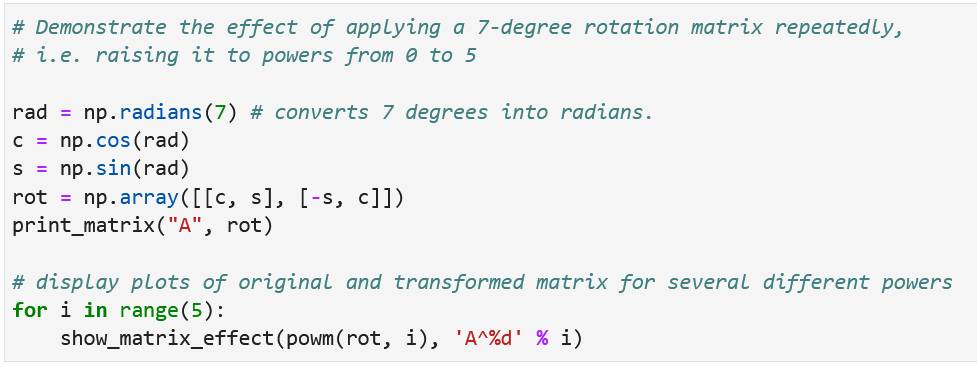 # Demonstrate the effect of applying a 7-degree rotation matrix repeatedly,
# i.e. raising it to powers from 0 to 5
rad = np.radians(7) # converts 7 degrees into radians.
c = np.cos(rad)
s = np.sin(rad)
rot = np.array([[c, s], [-s, c]])
print_matrix("A", rot)
# display plots of original and transformed matrix for several different powers
for i in range(5):
    show_matrix_effect(powm(rot, i), 'A^%d' % i)